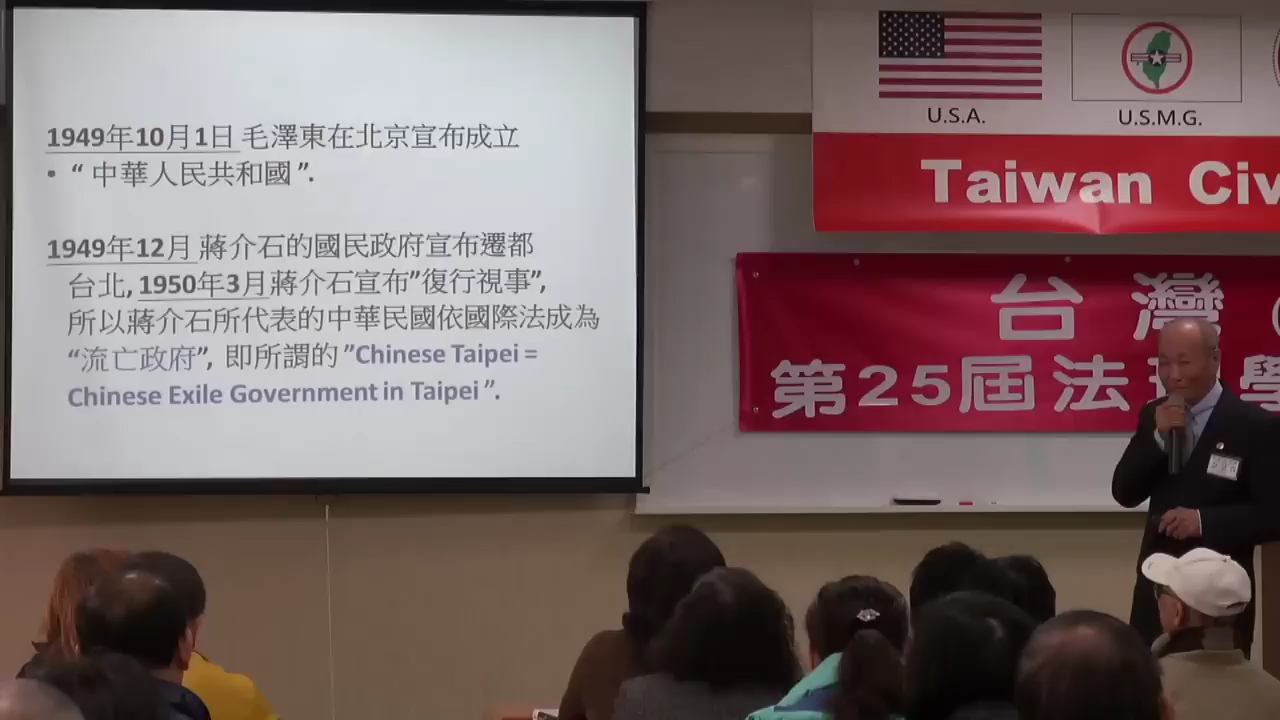 1949年10月1日 毛澤東在北京宣布成立
• “ 中華人民共和國 ”.
1949年12月 蔣介石的國民政府宣布遷都
台北, 1950年3月蔣介石宣布”復行視事”,
所以蔣介石所代表的中華民國依國際法成為
“流亡政府”, 即所謂的 ”Chinese Taipei =
Chinese Exile Government in Taipei ”.
U.S.A.
U.S.M.G.
Taiwan Civ
台灣
第25屆法